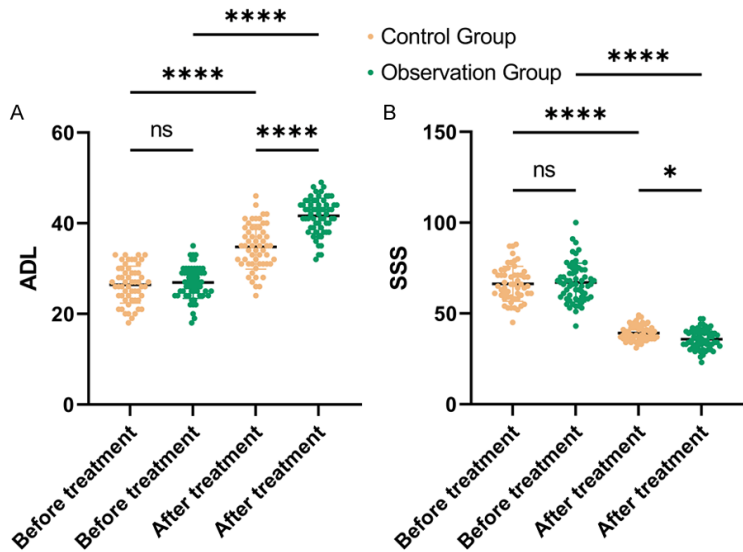 **** Control Group
Observation Group
****
****
****
A
B
ns
****
ns
*
ADL
60
40
20
0
SSS
150
100
50
0
Before treatment
Before treatment
After treatment
After treatment
Before treatment
Before treatment
After treatment
After treatment